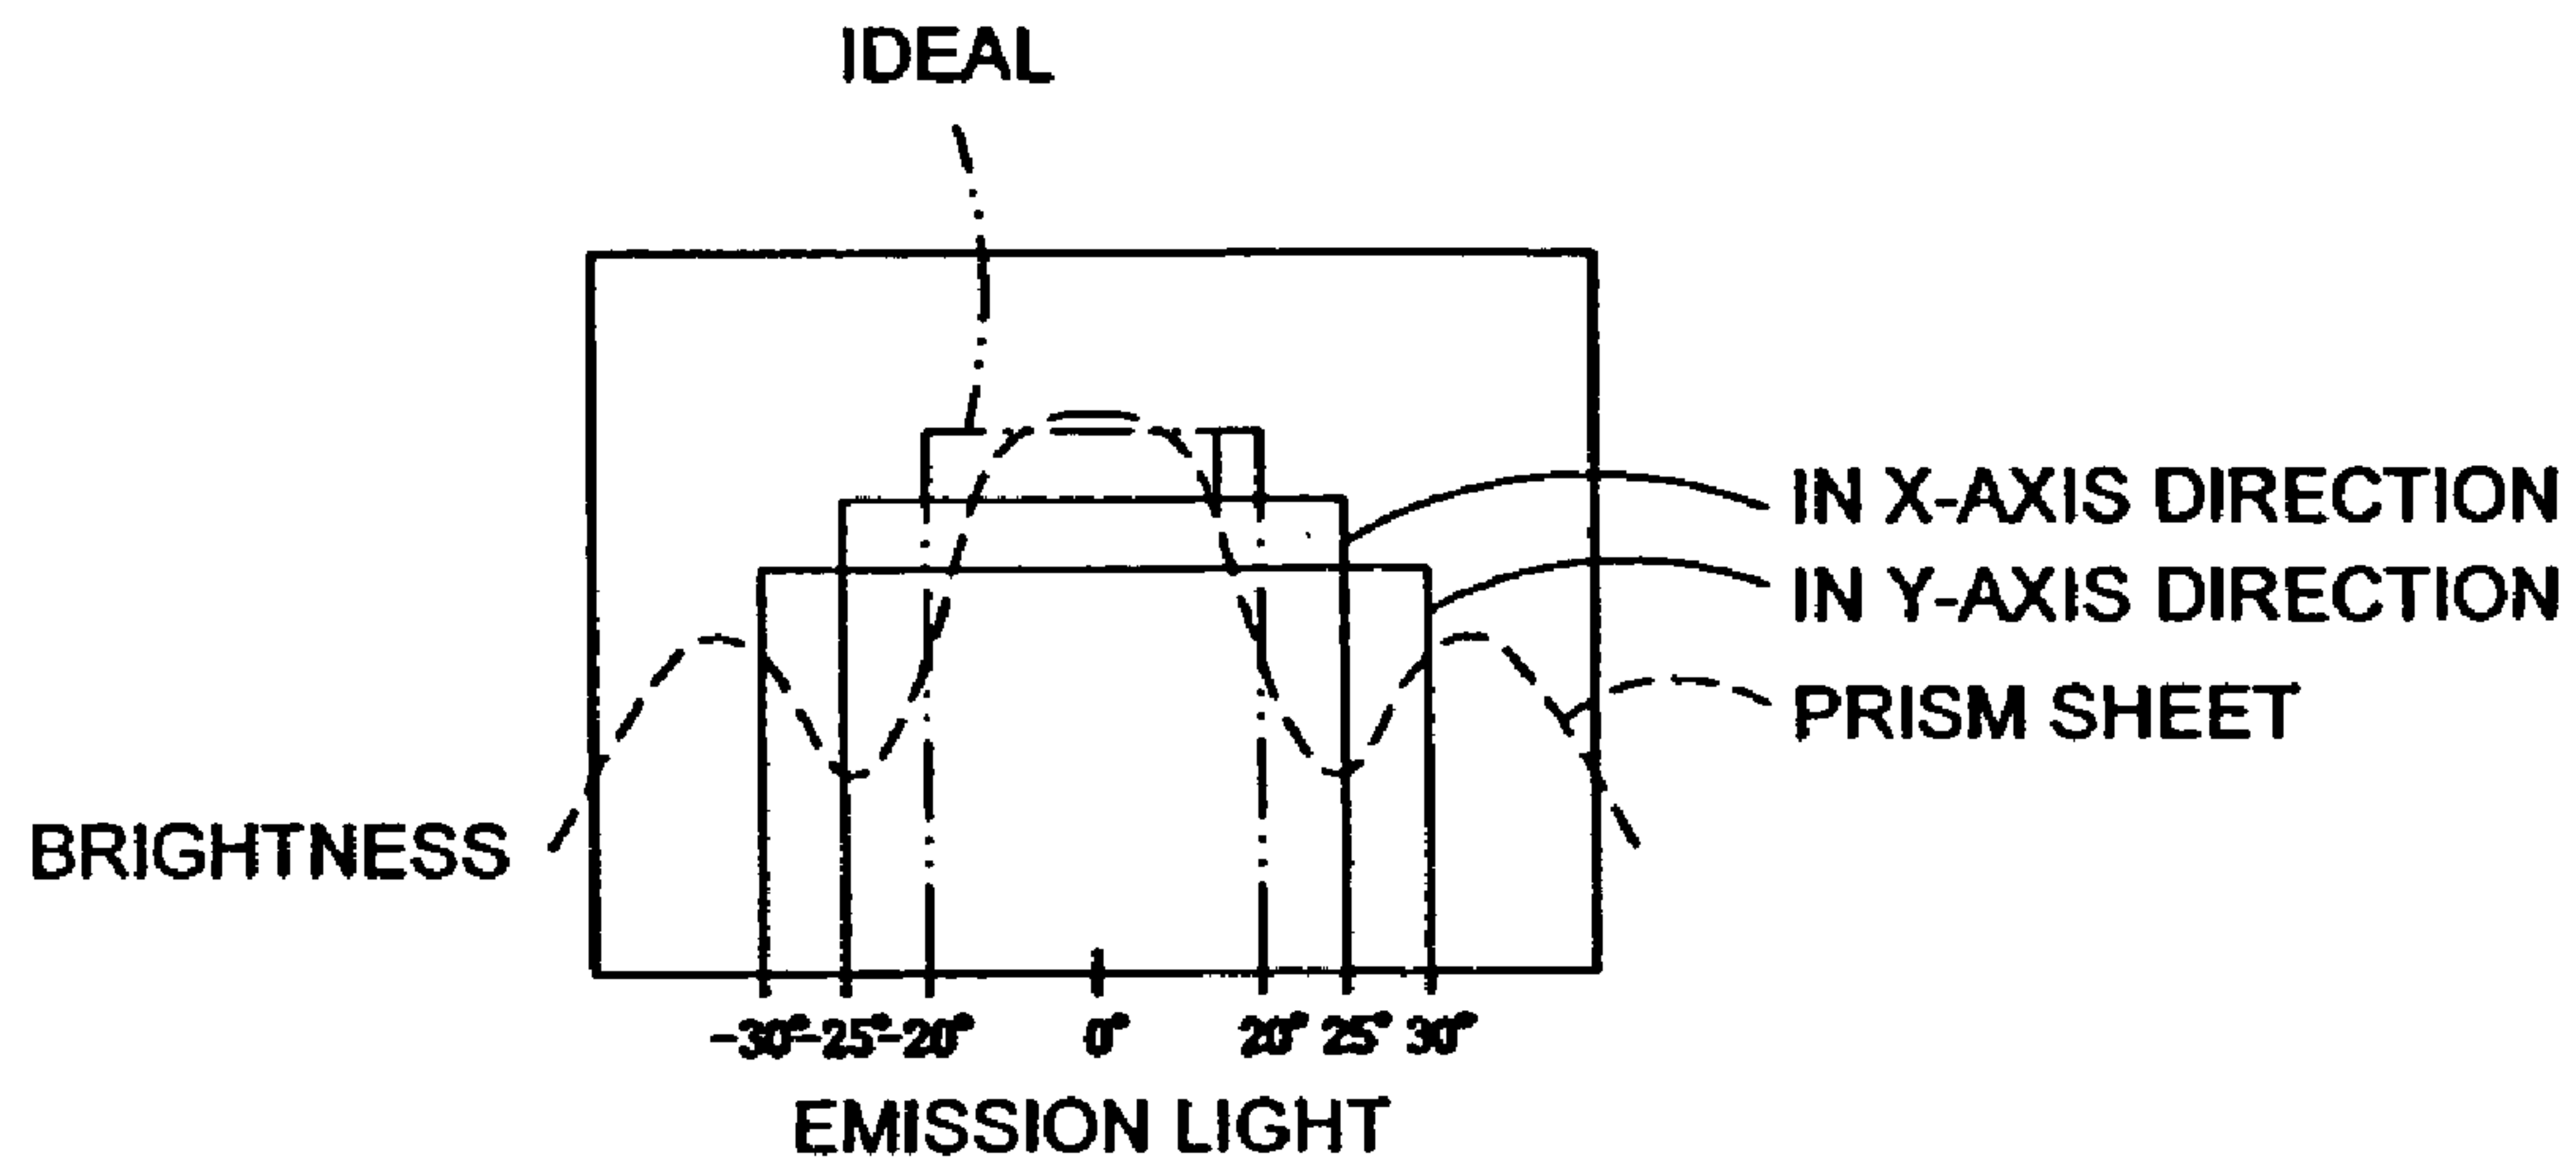 IDEAL
IN X-AXIS DIRECTION
IN Y-AXIS DIRECTION
PRISM SHEET
BRIGHTNESS
-30° -25° -20° 0° 20° 25° 30°
EMISSION LIGHT